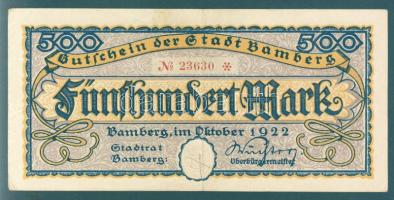 500 Gutschein der Stadt Bamberg 500
№ 23630 ※
Fünfhundert Mark
Bamberg, im Oktober 1922
Stadtrat
Bamberg:
Oberbürgermeister